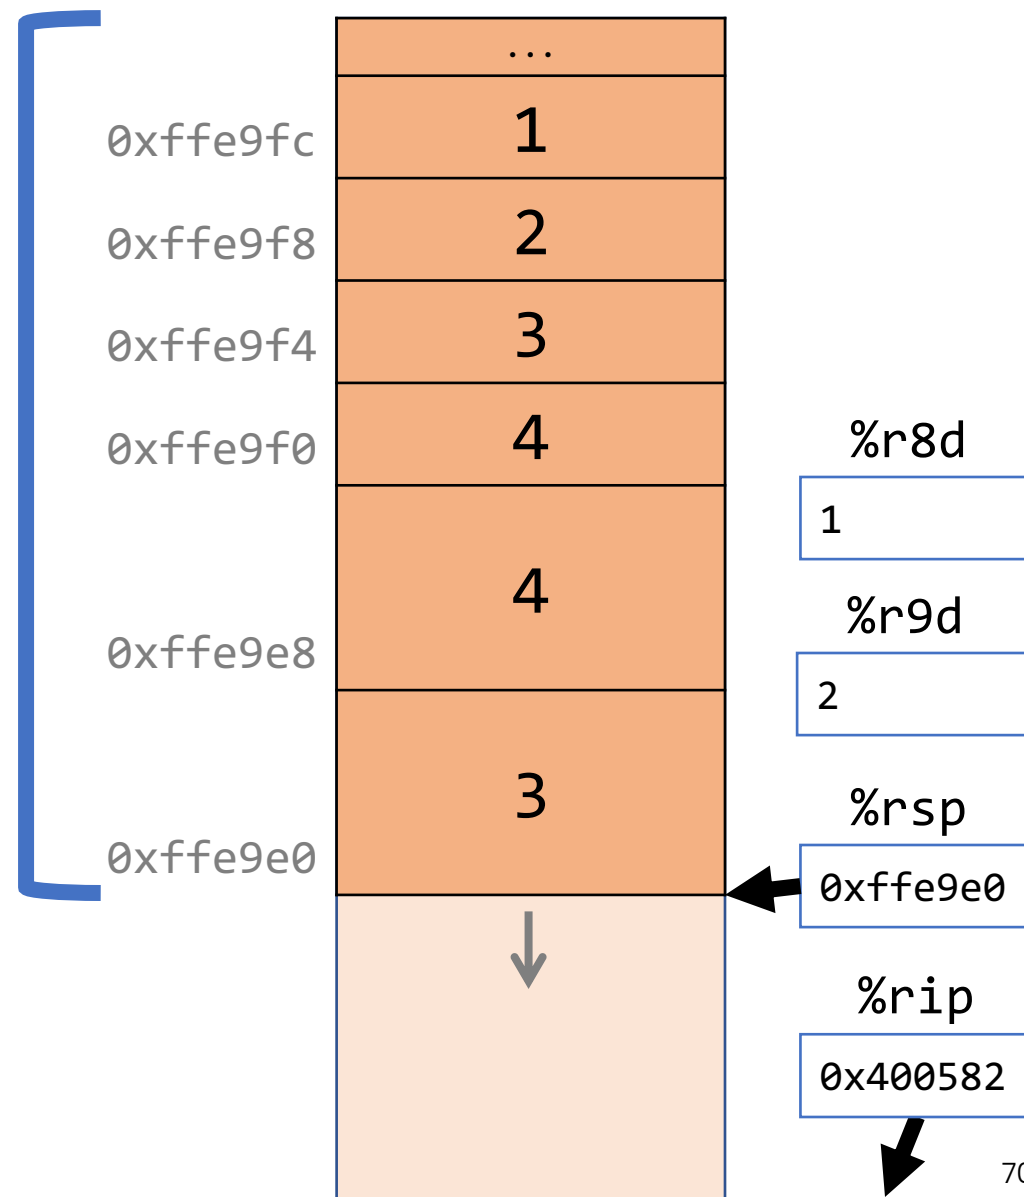 ...
0xffe9fc 1
0xffe9f8 2
0xffe9f4 3
0xffe9f0 4
0xffe9e8 4
0xffe9e0 3
%r8d
1
%r9d
2
%rsp
0xffe9e0
%rip
0x400582
70